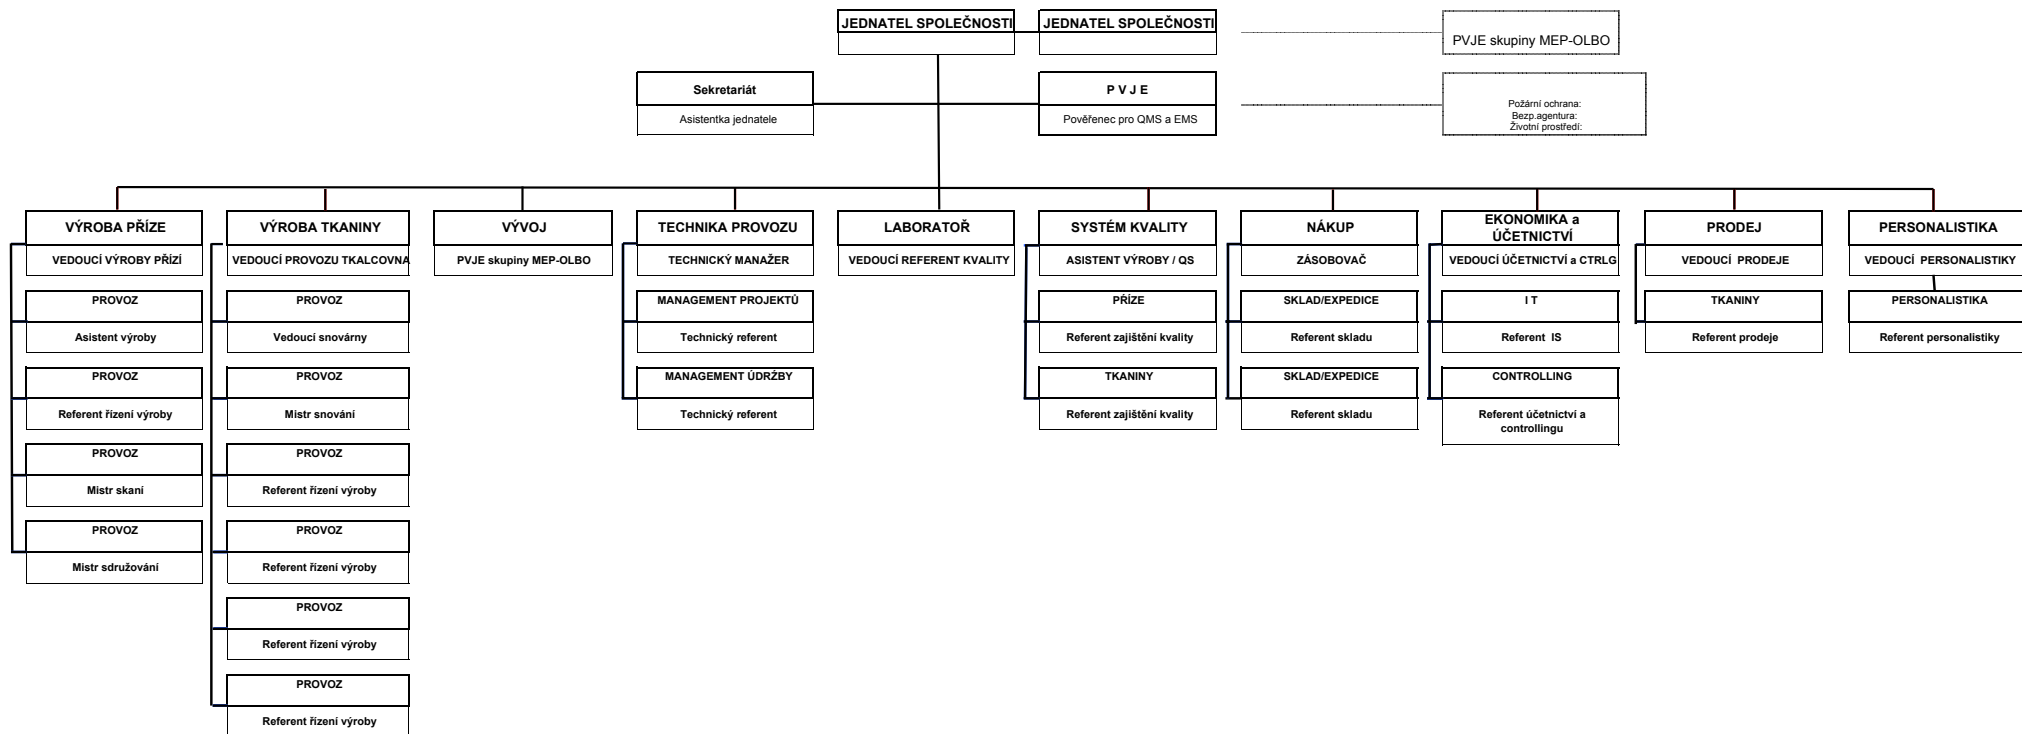 JEDNATEL SPOLEČNOSTI
JEDNATEL SPOLEČNOSTI
PVJE skupiny MEP-OLBO
Sekretariát
Asistentka jednatele
P V J E
Pověřenec pro QMS a EMS
Požární ochrana:
Bezp.agentura:
Životní prostředí:
VÝROBA PŘÍZE
VEDOUCÍ VÝROBY PŘÍZÍ
PROVOZ
Asistent výroby
PROVOZ
Referent řízení výroby
PROVOZ
Mistr skaní
PROVOZ
Mistr sdružování
VÝROBA TKANINY
VEDOUCÍ PROVOZU TKALCOVNA
PROVOZ
Vedoucí snovárny
PROVOZ
Mistr snování
PROVOZ
Referent řízení výroby
PROVOZ
Referent řízení výroby
PROVOZ
Referent řízení výroby
PROVOZ
Referent řízení výroby
VÝVOJ
PVJE skupiny MEP-OLBO
TECHNIKA PROVOZU
TECHNICKÝ MANAŽER
MANAGEMENT PROJEKTŮ
Technický referent
MANAGEMENT ÚDRŽBY
Technický referent
LABORATOŘ
VEDOUCÍ REFERENT KVALITY
SYSTÉM KVALITY
ASISTENT VÝROBY / QS
PŘÍZE
Referent zajištění kvality
TKANINY
Referent zajištění kvality
NÁKUP
ZÁSOBOVAČ
SKLAD/EXPEDICE
Referent skladu
SKLAD/EXPEDICE
Referent skladu
EKONOMIKA a
ÚČETNICTVÍ
VEDOUCÍ ÚČETNICTVÍ a CTRLG
I T
Referent IS
CONTROLLING
Referent účetnictví a
controllingu
PRODEJ
VEDOUCÍ PRODEJE
TKANINY
Referent prodeje
PERSONALISTIKA
VEDOUCÍ PERSONALISTIKY
PERSONALISTIKA
Referent personalistiky